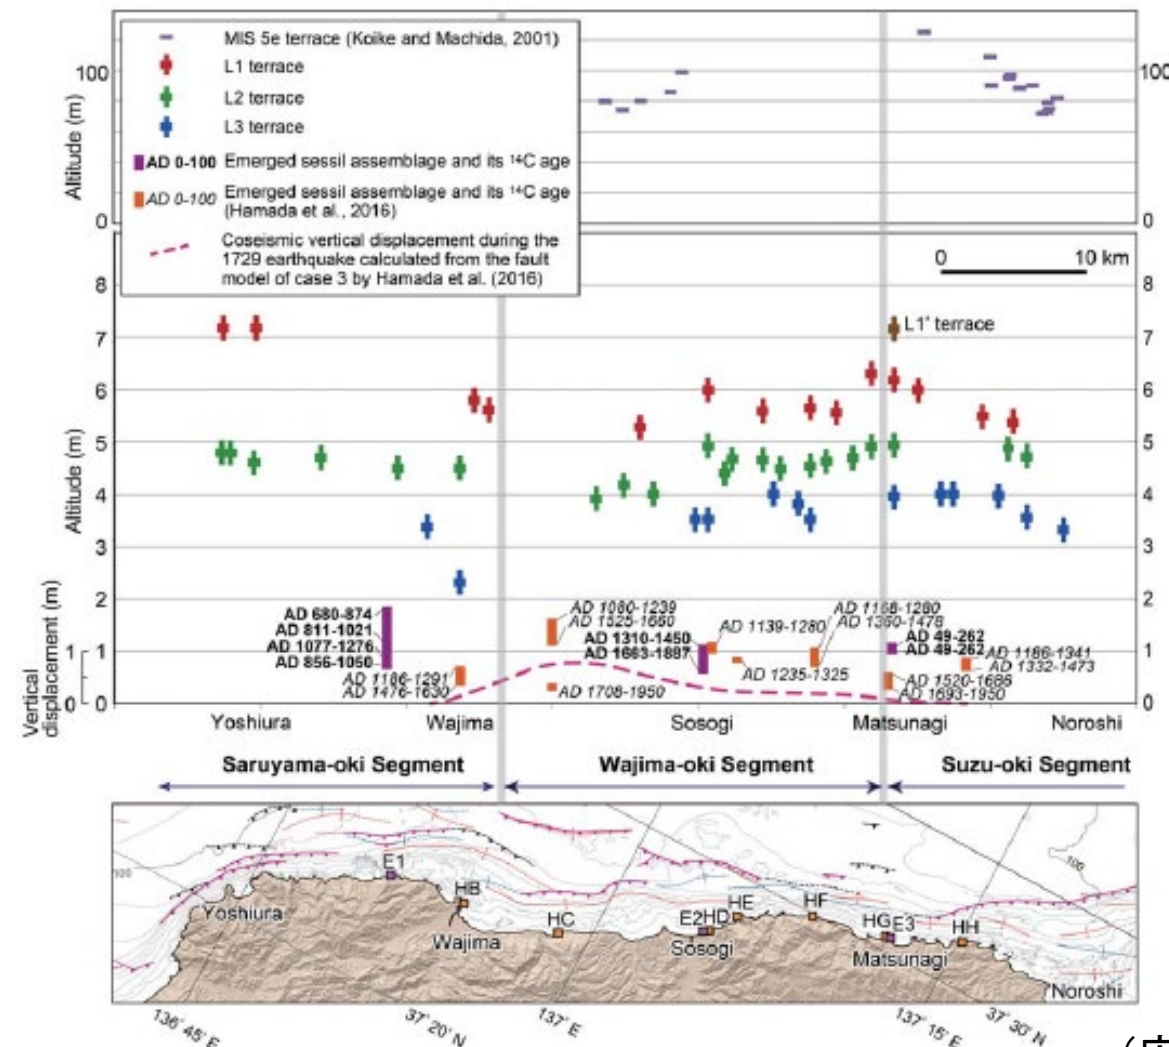 MIS 5e terrace (Koike and Machida, 2001)
L1 terrace
L2 terrace
L3 terrace
AD 0-100 Emerged sessil assemblage and its ¹⁴C age
AD 0-100 Emerged sessil assemblage and its ¹⁴C age
(Hamada et al., 2016)
Coseismic vertical displacement during the
1729 earthquake calculated from the fault
model of case 3 by Hamada et al. (2016)
Altitude (m)
100
0
100
0
0 10 km
Altitude (m)
8
7
6
5
4
3
2
1
0
Vertical
displacement (m)
1
0
8
7
6
5
4
3
2
1
0
L1' terrace
AD 680-874
AD 811-1021
AD 1077-1276
AD 856-1050
AD 1186-1291
AD 1476-1630
AD 1080-1239
AD 1525-1660
AD 1310-1450
AD 1663-1887
AD 1708-1950
AD 1139-1280
AD 1235-1325
AD 1168-1280
AD 1360-1478
AD 49-262
AD 49-262
AD 1186-1341
AD 1332-1473
AD 1520-1686
AD 1693-1950
Yoshiura Wajima Sosogi Matsunagi Noroshi
Saruyama-oki Segment Wajima-oki Segment Suzu-oki Segment
100
100
E1
HB
HC
E2HD
HE
HF
HGE3
HH
Yoshiura
Wajima
Sosogi
Matsunagi
Noroshi
136°45' E
37°20' N
137° E
137°15' E
37°30' N